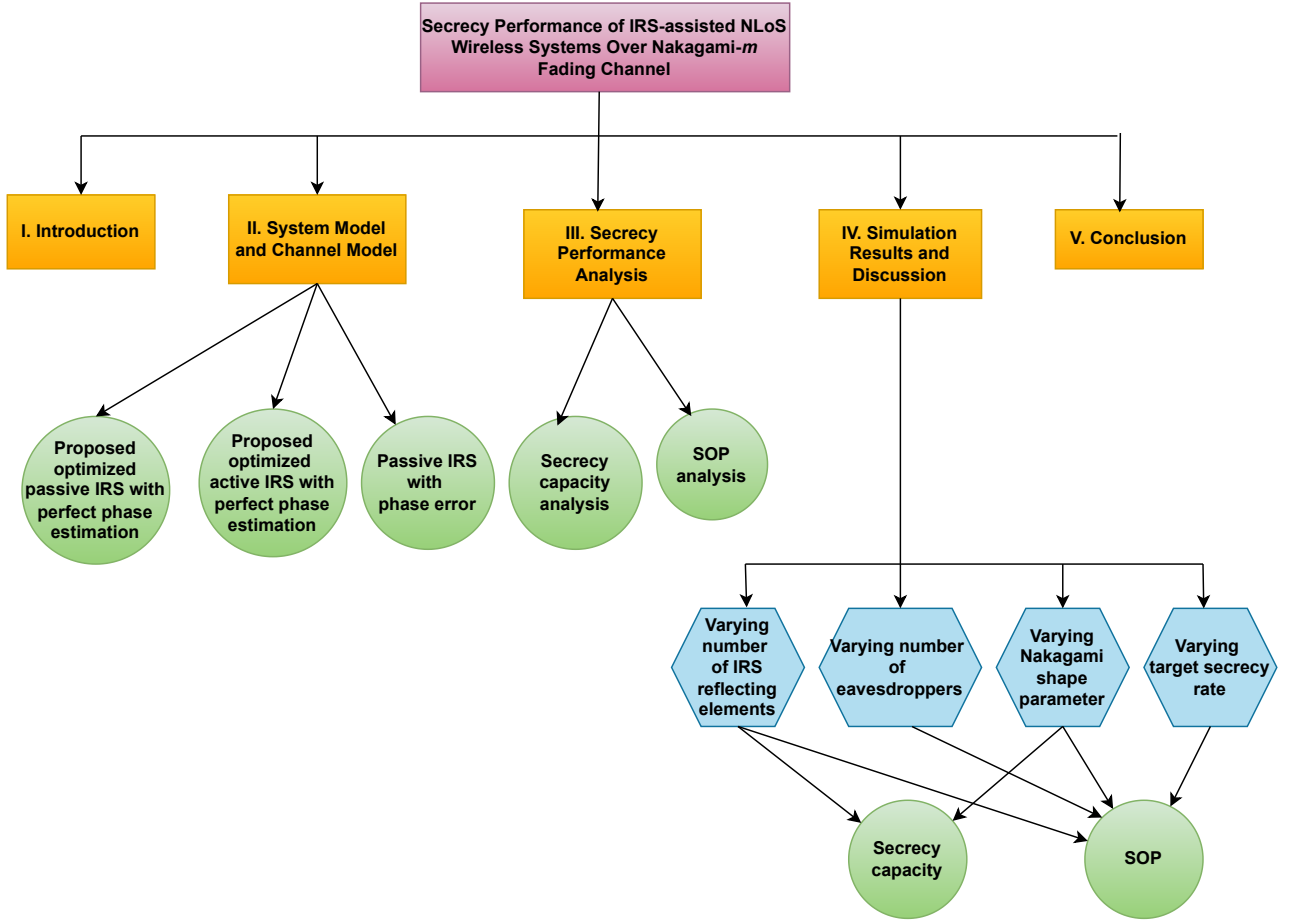 Secrecy Performance of IRS-assisted NLoS
Wireless Systems Over Nakagami-m
Fading Channel
I. Introduction
II. System Model
and Channel Model
III. Secrecy
Performance
Analysis
IV. Simulation
Results and
Discussion
V. Conclusion
Proposed
optimized
passive IRS with
perfect phase
estimation
Proposed
optimized
active IRS with
perfect phase
estimation
Passive IRS
with
phase error
Secrecy
capacity
analysis
SOP
analysis
Varying
number
of IRS
reflecting
elements
Varying number
of
eavesdroppers
Varying
Nakagami
shape
parameter
Varying
target secrecy
rate
Secrecy
capacity
SOP